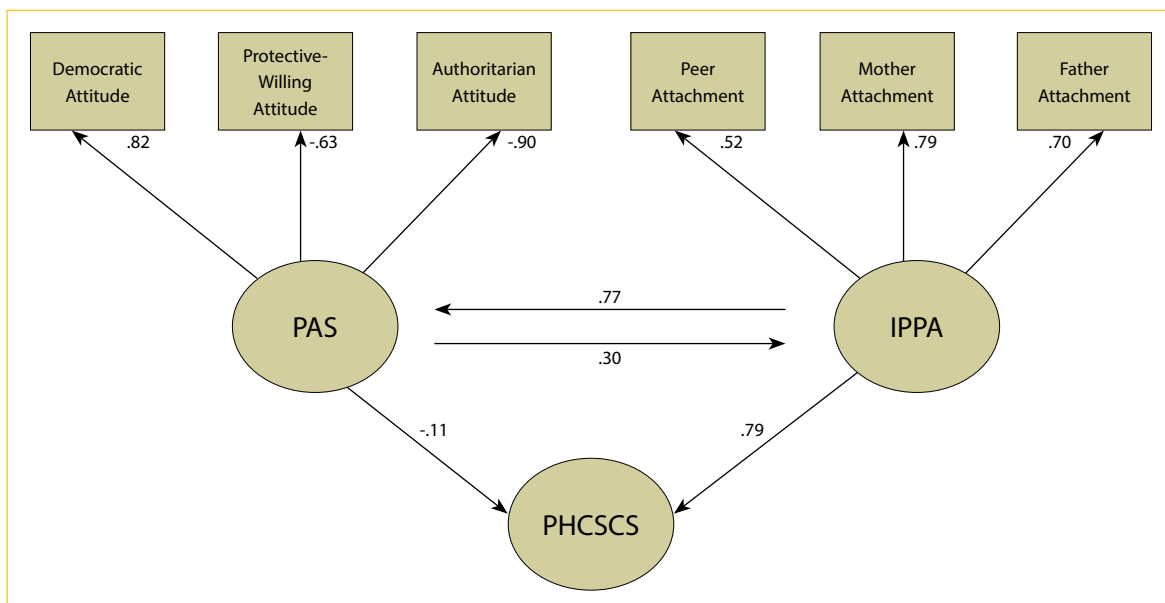 Democratic
Attitude
Protective-
Willing
Attitude
Authoritarian
Attitude
Peer
Attachment
Mother
Attachment
Father
Attachment
.82
-.63
-.90
.52
.79
.70
PAS
.77
.30
IPPA
-.11
.79
PHCSCS